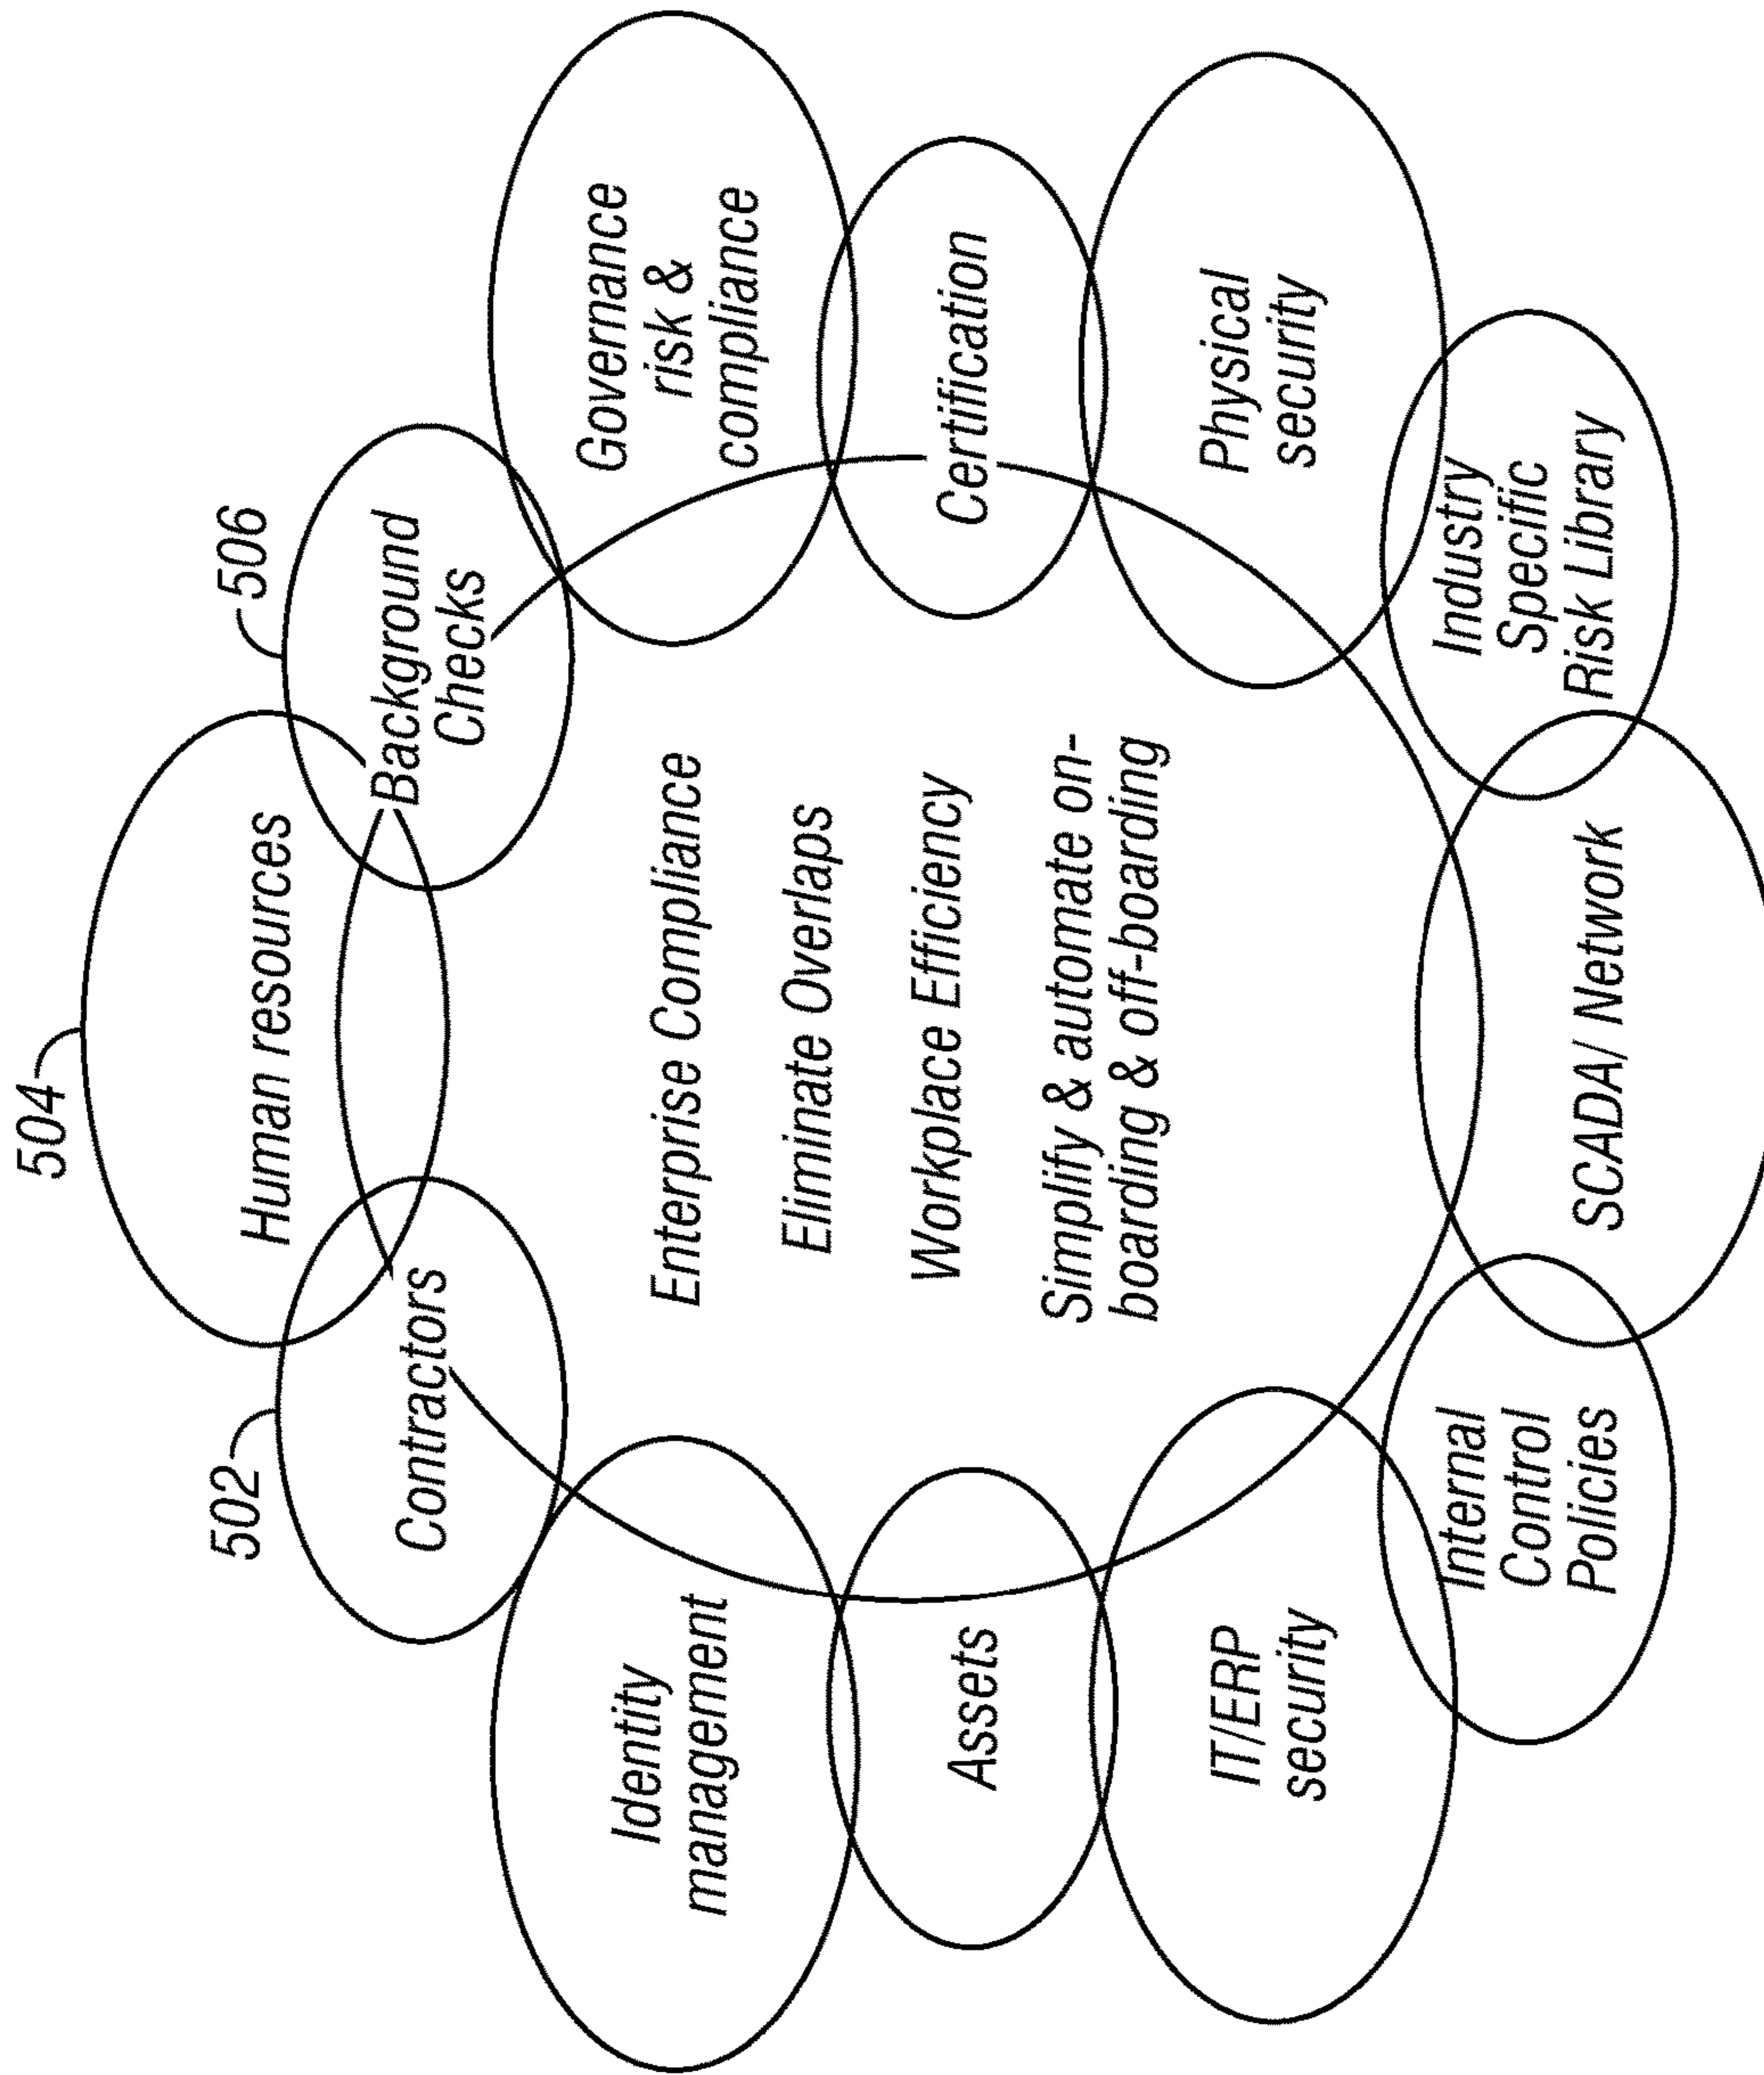 504
Human resources
502
Contractors
506
Background
Checks
Identity
management
Governance
risk &
compliance
Enterprise Compliance
Eliminate Overlaps
Workplace Efficiency
Simplify & automate on-
boarding & off-boarding
Assets
Certification
IT/ERP
security
Physical
security
Internal
Control
Policies
Industry
Specific
Risk Library
SCADA/ Network